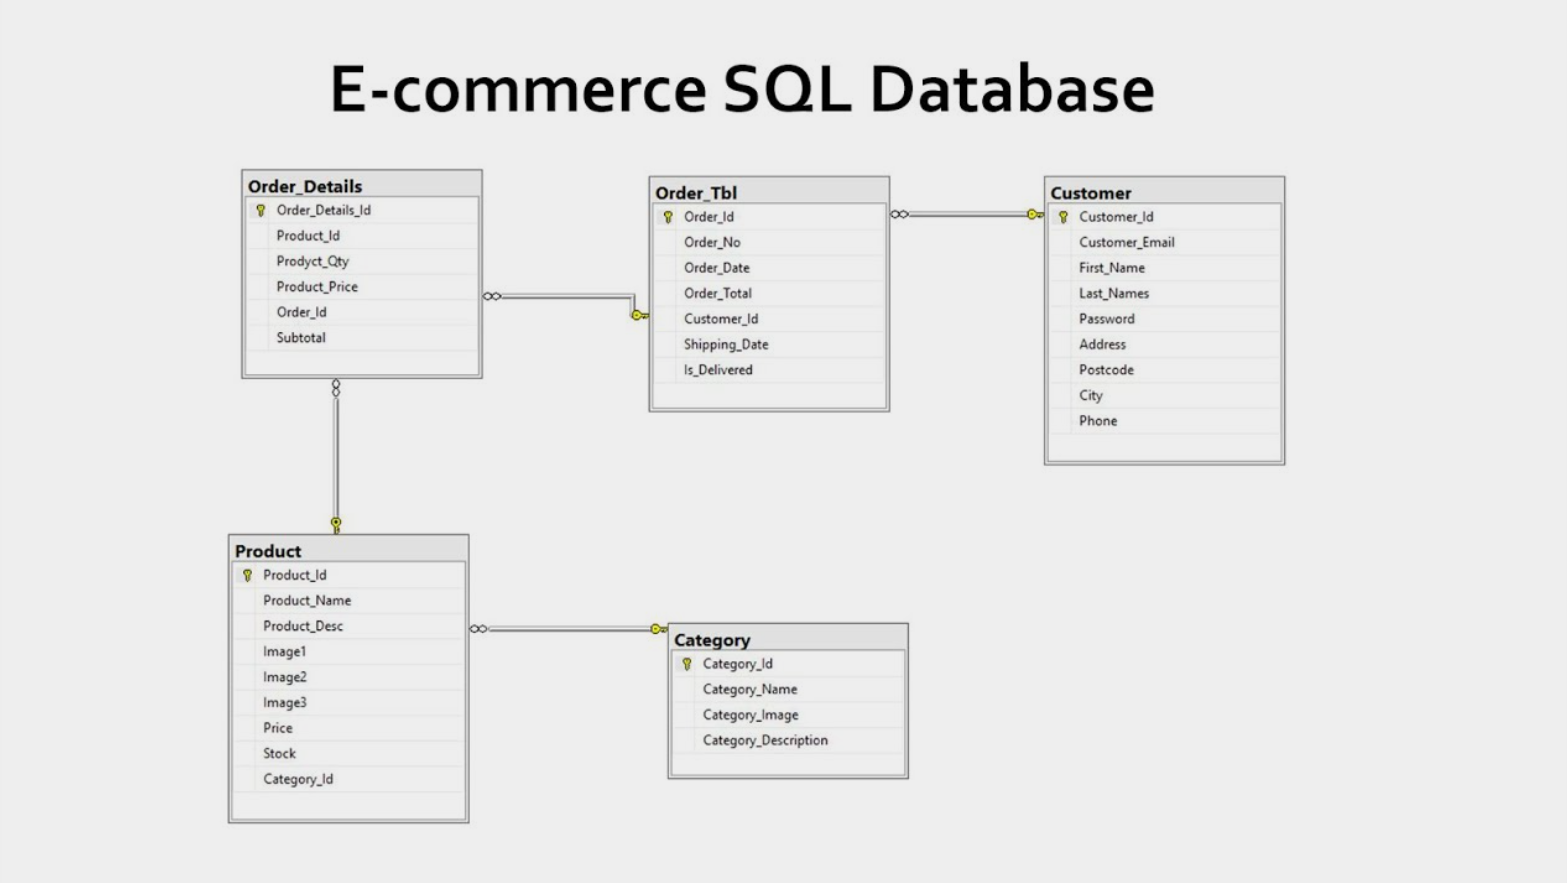 E-commerce SQL Database
Order_Details
Order_Details_Id
Product_Id
Prodyct_Qty
Product_Price
Order_Id
Subtotal
Order_Tbl
Order_Id
Order_No
Order_Date
Order_Total
Customer_Id
Shipping_Date
Is_Delivered
Customer
Customer_Id
Customer_Email
First_Name
Last_Names
Password
Address
Postcode
City
Phone
Product
Product_Id
Product_Name
Product_Desc
Image1
Image2
Image3
Price
Stock
Category_Id
Category
Category_Id
Category_Name
Category_Image
Category_Description